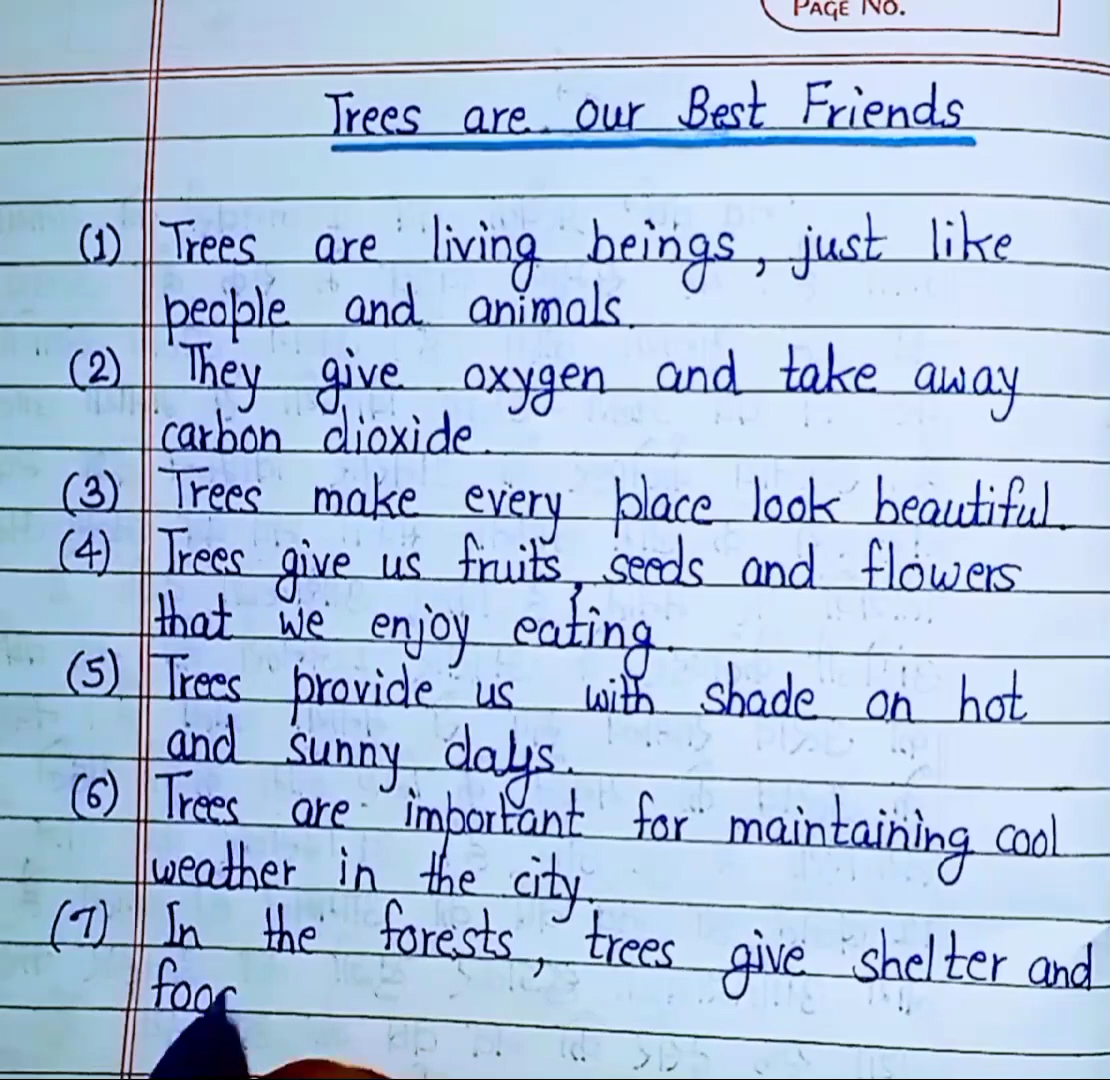 PAGE NO.
Trees are our Best Friends
(1) Trees are living beings, just like
people and animals.
(2) They give oxygen and take away
carbon dioxide.
(3) Trees make every place look beautiful.
(4) Trees give us fruits, seeds and flowers
that we enjoy eating.
(5) Trees provide us with shade on hot
and sunny days.
(6) Trees are important for maintaining cool
weather in the city.
(7) In the forests, trees give shelter and